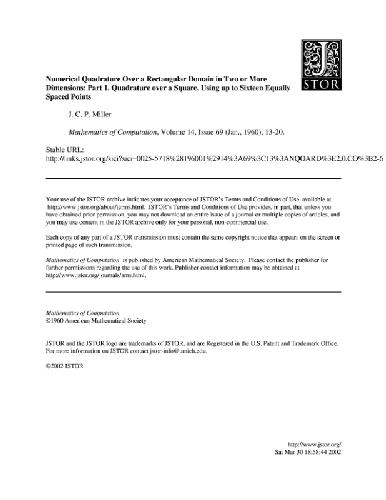 JSTOR
Numerical Quadrature Over a Rectangular Domain in Two or More
Dimensions: Part 1. Quadrature over a Square, Using up to Sixteen Equally
Spaced Points
J. C. P. Miller
Mathematics of Computation, Volume 14, Issue 69 (Jan., 1960), 13-20.
Stable URL:
http://links.jstor.org/sici?sici=0025-5718%28196001%2914%3A69%3C13%3ANQOARD%3E2.0.CO%3B2-6
Your use of the JSTOR archive indicates your acceptance of JSTOR's Terms and Conditions of Use, available at
http://www.jstor.org/about/terms.html. JSTOR's Terms and Conditions of Use provides, in part, that unless you
have obtained prior permission, you may not download an entire issue of a journal or multiple copies of articles, and
you may use content in the JSTOR archive only for your personal, non-commercial use.
Each copy of any part of a JSTOR transmission must contain the same copyright notice that appears on the screen or
printed page of such transmission.
Mathematics of Computation is published by American Mathematical Society. Please contact the publisher for
further permissions regarding the use of this work. Publisher contact information may be obtained at
http://www.jstor.org/journals/ams.html.
Mathematics of Computation
©1960 American Mathematical Society
JSTOR and the JSTOR logo are trademarks of JSTOR, and are Registered in the U.S. Patent and Trademark Office.
For more information on JSTOR contact jstor-info@umich.edu.
©2002 JSTOR
http://www.jstor.org/
Sat Mar 30 18:58:44 2002